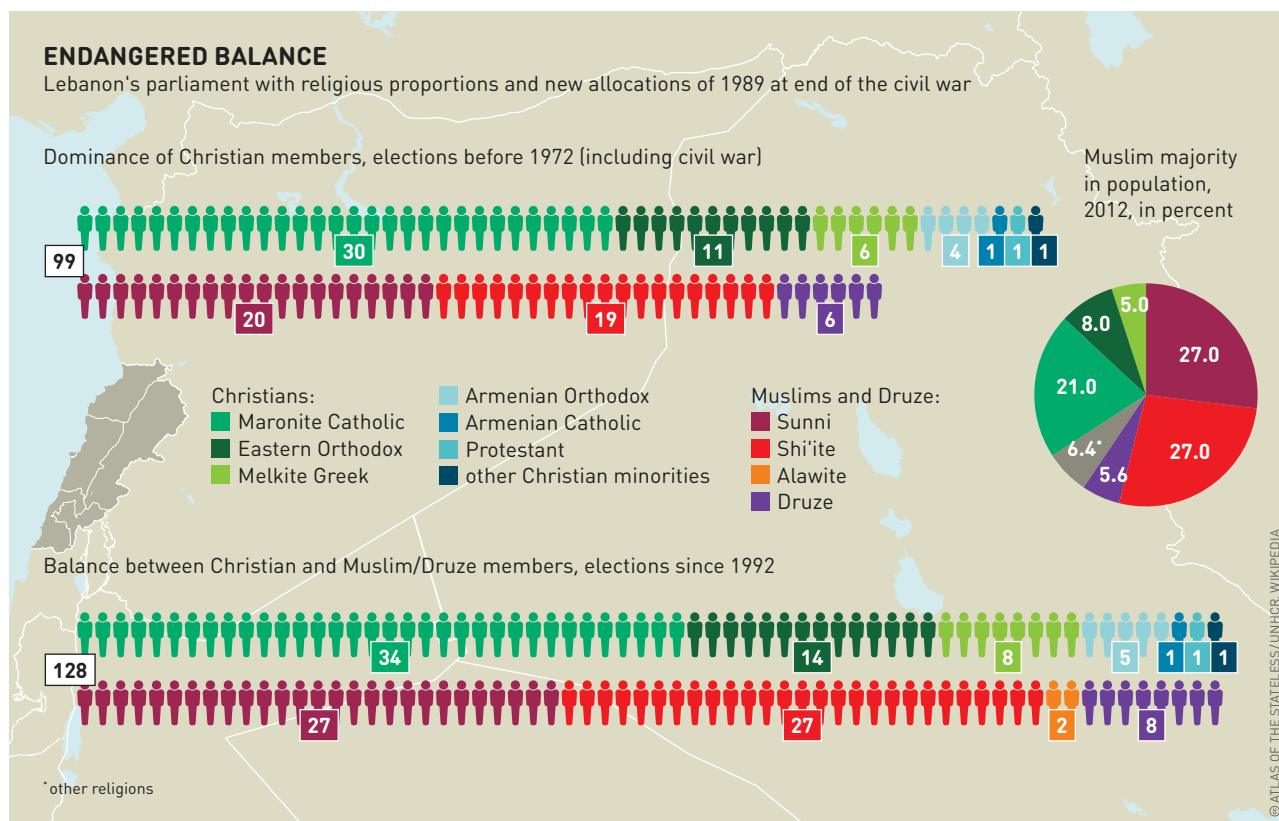 ENDANGERED BALANCE
Lebanon's parliament with religious proportions and new allocations of 1989 at end of the civil war
Dominance of Christian members, elections before 1972 (including civil war)
99
30
11
6
4
1
1
1
20
19
6
Muslim majority
in population,
2012, in percent
5.0
8.0
27.0
21.0
6.4*
5.6
27.0
Christians:
Maronite Catholic
Eastern Orthodox
Melkite Greek
Armenian Orthodox
Armenian Catholic
Protestant
other Christian minorities
Muslims and Druze:
Sunni
Shi'ite
Alawite
Druze
Balance between Christian and Muslim/Druze members, elections since 1992
128
34
14
8
5
1
1
1
27
27
2
8
*other religions
© ATLAS OF THE STATELESS/UNHCR, WIKIPEDIA